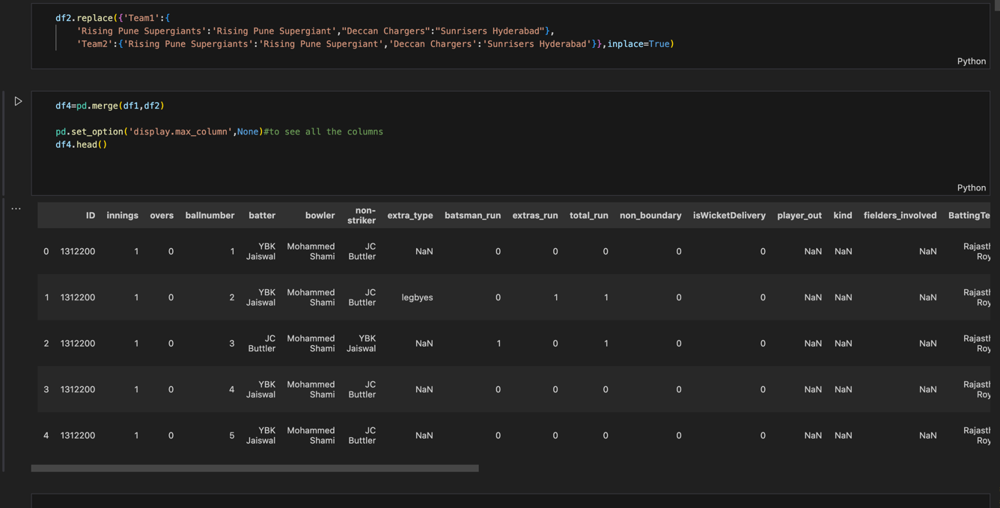 df2.replace({'Team1':{
'Rising Pune Supergiants':'Rising Pune Supergiant',"Deccan Chargers":"Sunrisers Hyderabad"},
'Team2':{'Rising Pune Supergiants':'Rising Pune Supergiant','Deccan Chargers':'Sunrisers Hyderabad'}},inplace=True)
Python
df4=pd.merge(df1,df2)
pd.set_option('display.max_column',None)#to see all the columns
df4.head()
Python
...
ID innings overs ballnumber batter bowler non-striker extra_type batsman_run extras_run total_run non_boundary isWicketDelivery player_out kind fielders_involved BattingTe
0 1312200 1 0 1 YBK Jaiswal Mohammed Shami JC Buttler NaN 0 0 0 0 0 NaN NaN NaN Rajasth Roy
1 1312200 1 0 2 YBK Jaiswal Mohammed Shami JC Buttler legbyes 0 1 1 0 0 NaN NaN NaN Rajasth Roy
2 1312200 1 0 3 JC Buttler Mohammed Shami YBK Jaiswal NaN 1 0 1 0 0 NaN NaN NaN Rajasth Roy
3 1312200 1 0 4 YBK Jaiswal Mohammed Shami JC Buttler NaN 0 0 0 0 0 NaN NaN NaN Rajasth Roy
4 1312200 1 0 5 YBK Jaiswal Mohammed Shami JC Buttler NaN 0 0 0 0 0 NaN NaN NaN Rajasth Roy